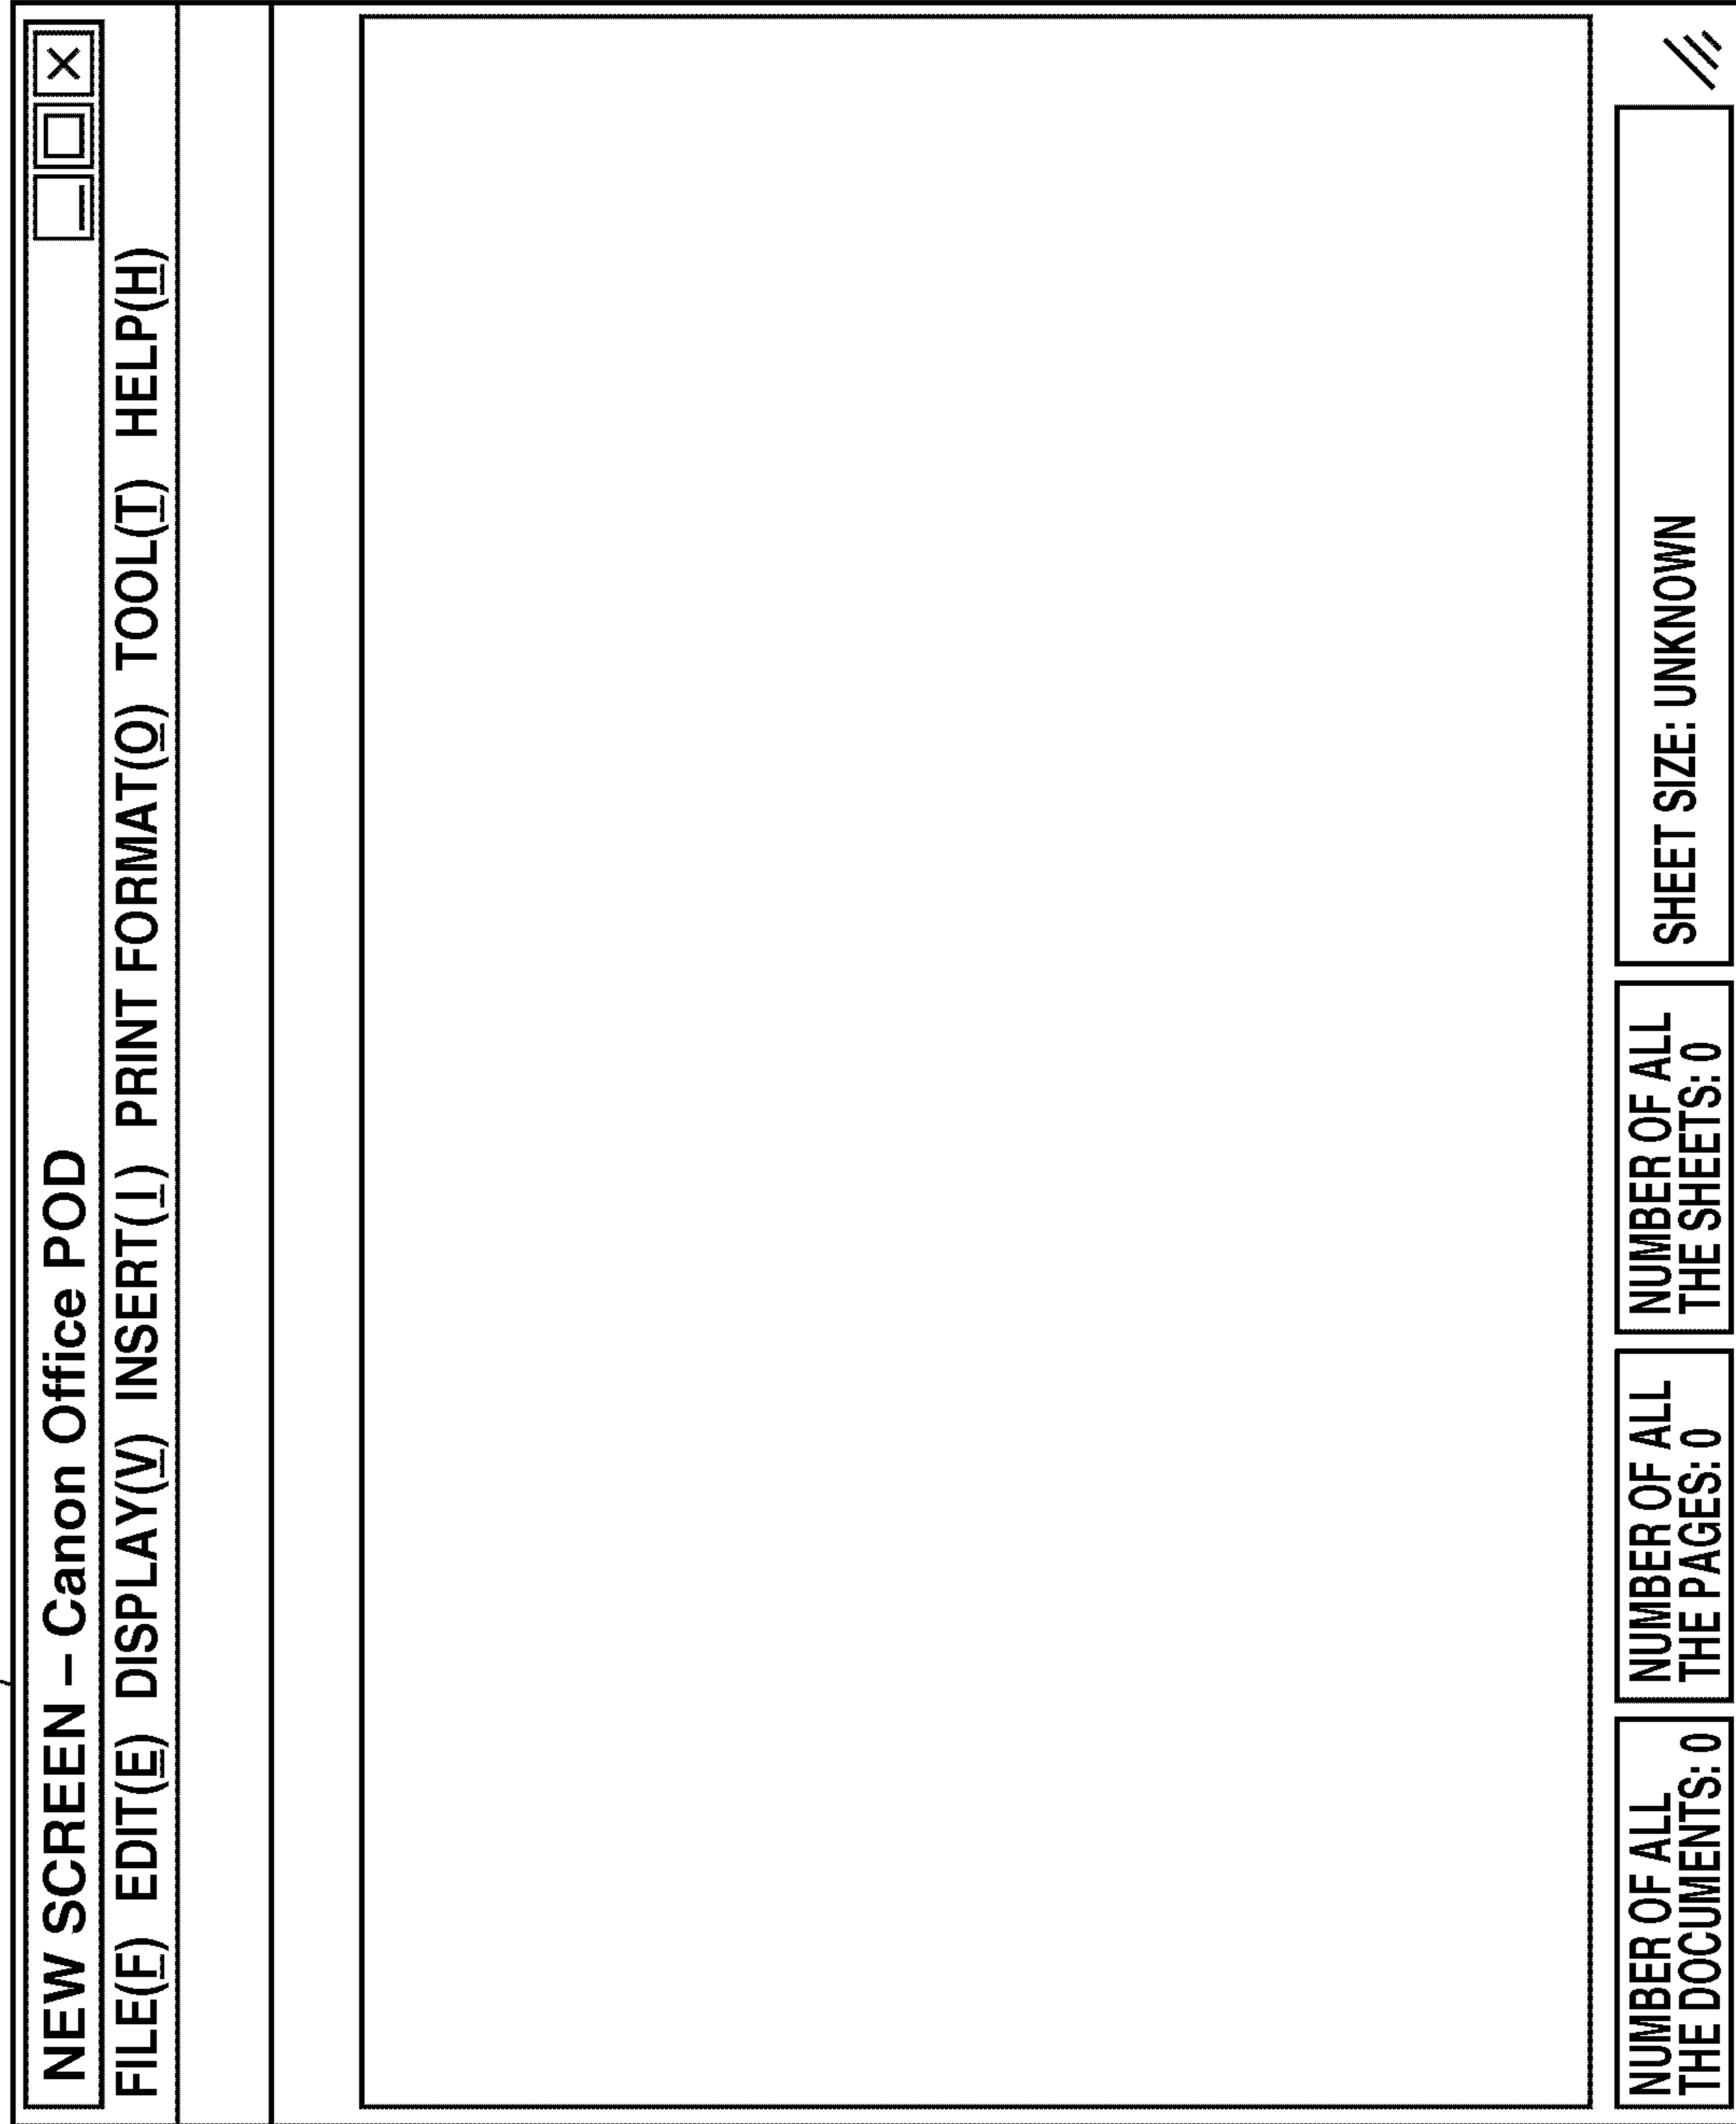 NEW SCREEN – Canon Office POD
FILE(F) EDIT(E) DISPLAY(V) INSERT(I) PRINT FORMAT(O) TOOL(T) HELP(H)
NUMBER OF ALL
THE DOCUMENTS: 0
NUMBER OF ALL
THE PAGES: 0
NUMBER OF ALL
THE SHEETS: 0
SHEET SIZE: UNKNOWN